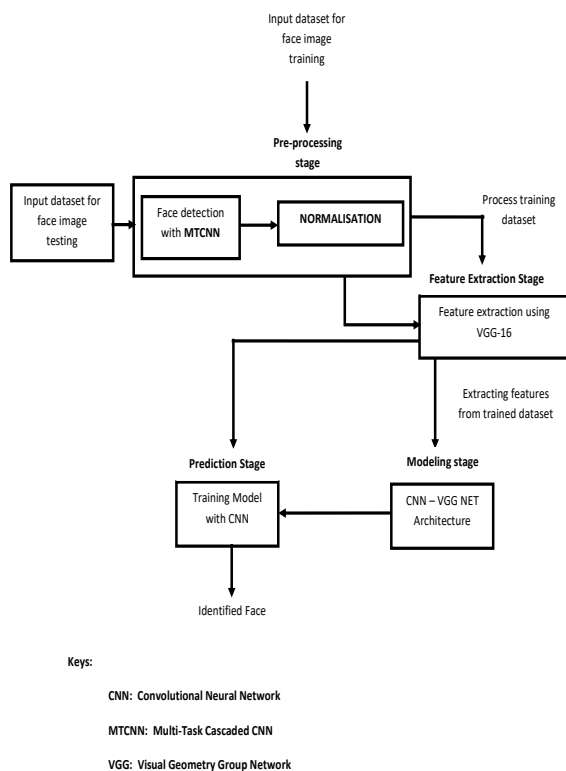 Input dataset for
face image
training
Pre-processing
stage
Input dataset for
face image
testing
Face detection
with MTCNN
NORMALISATION
Process training
dataset
Feature Extraction Stage
Feature extraction using
VGG-16
Extracting features
from trained dataset
Prediction Stage
Modeling stage
Training Model
with CNN
CNN – VGG NET
Architecture
Identified Face
Keys:
CNN: Convolutional Neural Network
MTCNN: Multi-Task Cascaded CNN
VGG: Visual Geometry Group Network